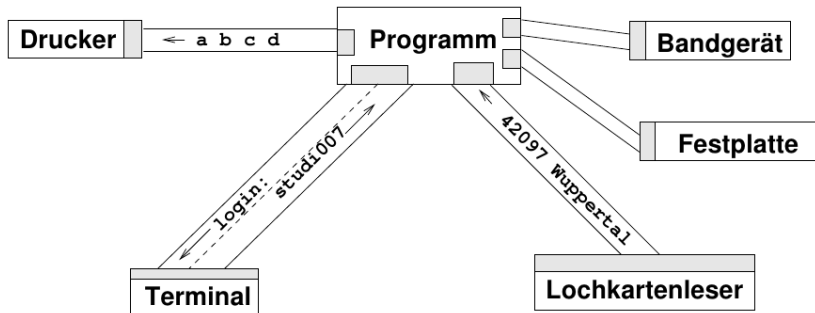 Drucker
a b c d
Programm
Bandgerät
Festplatte
login:
studi007
42097 Wuppertal
Terminal
Lochkartenleser